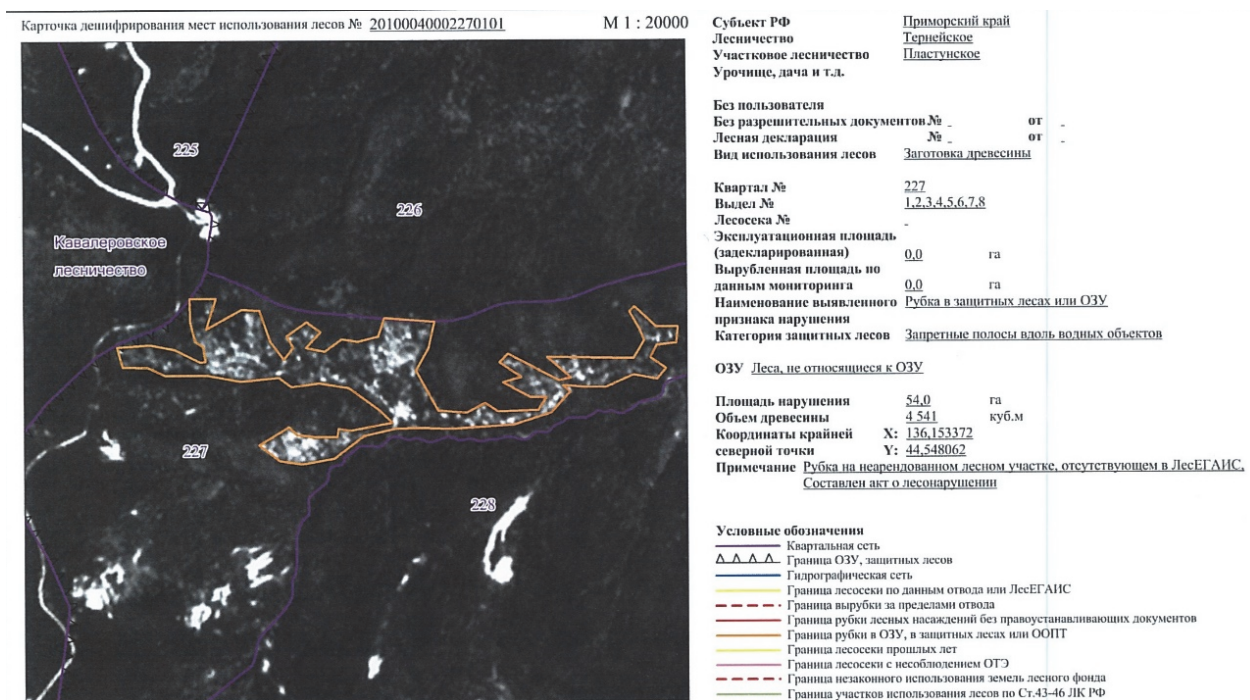 Карточка дешифрирования мест использования лесов № 20100040002270101 М 1 : 20000
225
226
Кавалеровское
лесничество
227
228
Субъект РФ Приморский край
Лесничество Тернейское
Участковое лесничество Пластунское
Урочище, дача и т.д.
Без пользователя
Без разрешительных документов № - от -
Лесная декларация № - от -
Вид использования лесов Заготовка древесины
Квартал № 227
Выдел № 1,2,3,4,5,6,7,8
Лесосека № -
Эксплуатационная площадь
(задекларированная) 0,0 га
Вырубленная площадь по
данным мониторинга 0,0 га
Наименование выявленного Рубка в защитных лесах или ОЗУ
признака нарушения
Категория защитных лесов Запретные полосы вдоль водных объектов
ОЗУ Леса, не относящиеся к ОЗУ
Площадь нарушения 54,0 га
Объем древесины 4 541 куб.м
Координаты крайней X: 136,153372
северной точки Y: 44,548062
Примечание Рубка на неарендованном лесном участке, отсутствующем в ЛесЕГАИС,
Составлен акт о лесонарушении
Условные обозначения
Квартальная сеть
Граница ОЗУ, защитных лесов
Гидрографическая сеть
Граница лесосеки по данным отвода или ЛесЕГАИС
Граница вырубки за пределами отвода
Граница рубки лесных насаждений без правоустанавливающих документов
Граница рубки в ОЗУ, в защитных лесах или ООПТ
Граница лесосеки прошлых лет
Граница лесосеки с несоблюдением ОТЭ
Граница незаконного использования земель лесного фонда
Граница участков использования лесов по Ст.43-46 ЛК РФ